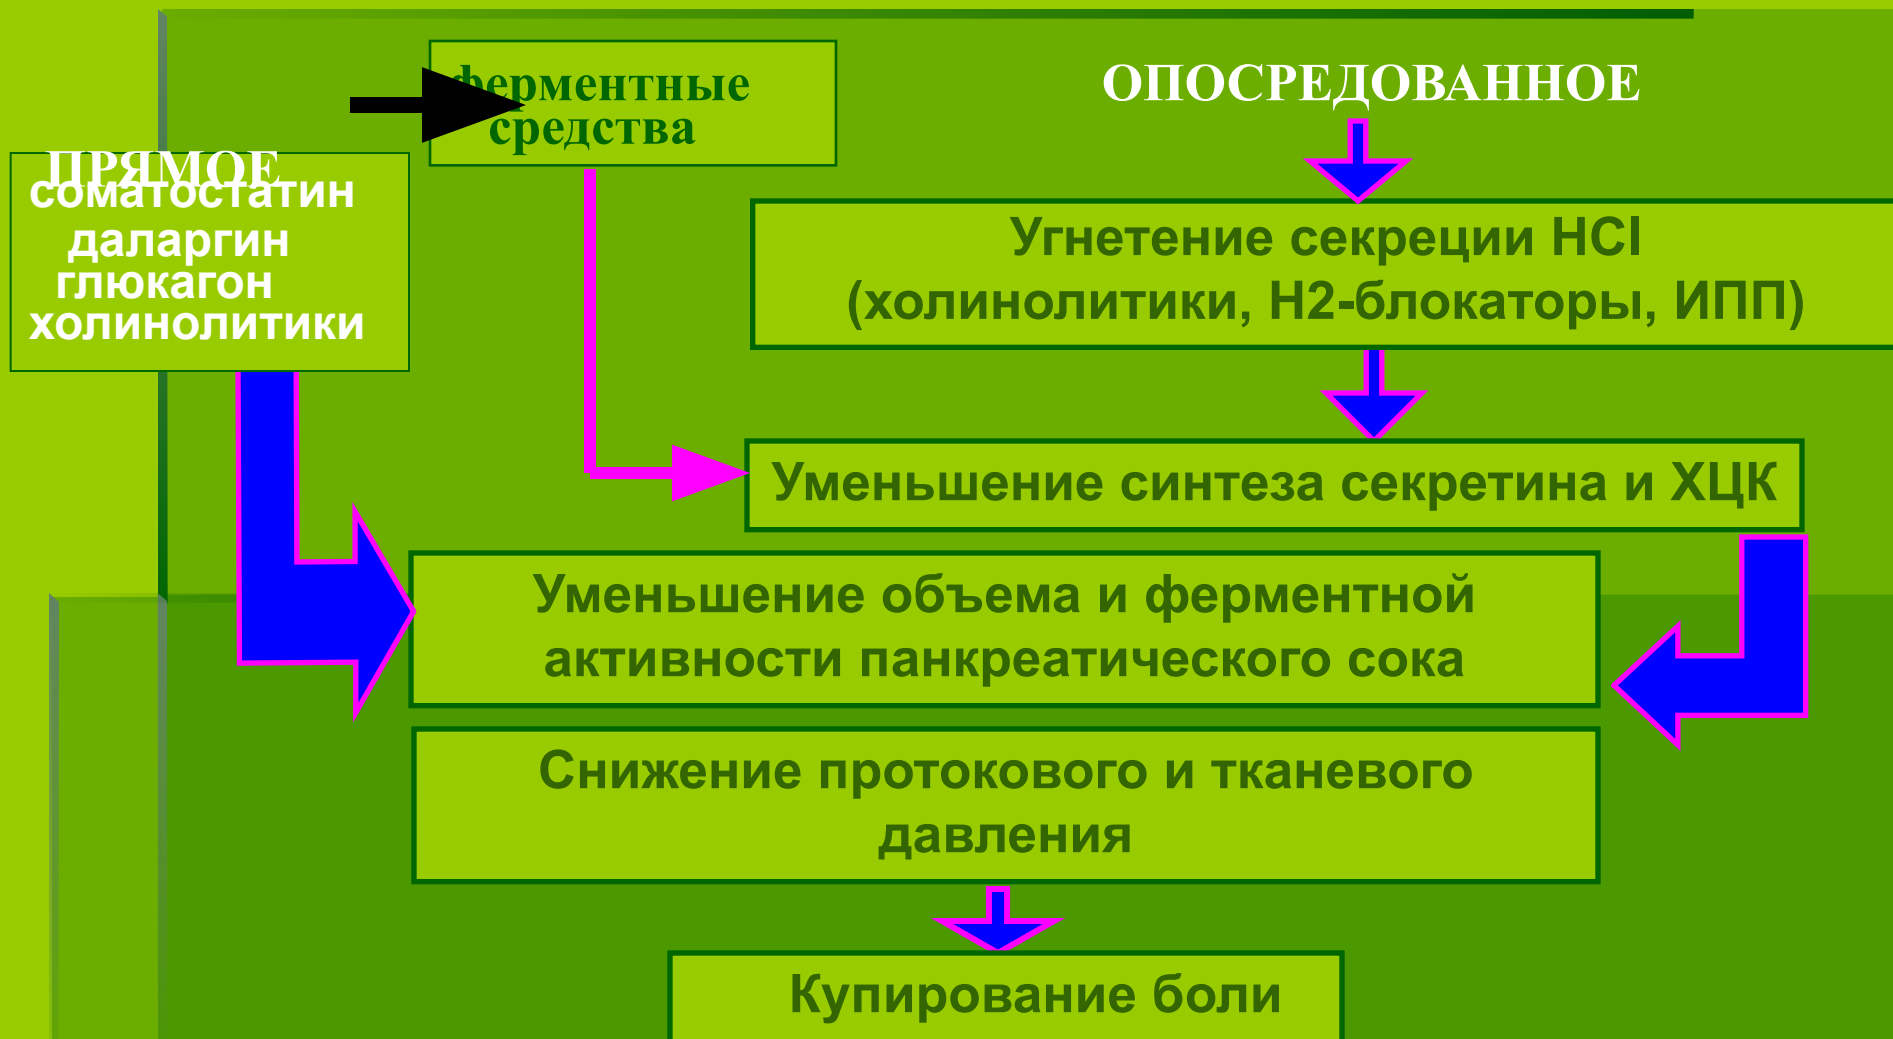 ферментные
средства
ОПОСРЕДОВАННОЕ
ПРЯМОЕ
соматостатин
даларгин
глюкагон
холинолитики
Угнетение секреции HCl
(холинолитики, Н2-блокаторы, ИПП)
Уменьшение синтеза секретина и ХЦК
Уменьшение объема и ферментной
активности панкреатического сока
Снижение протокового и тканевого
давления
Купирование боли